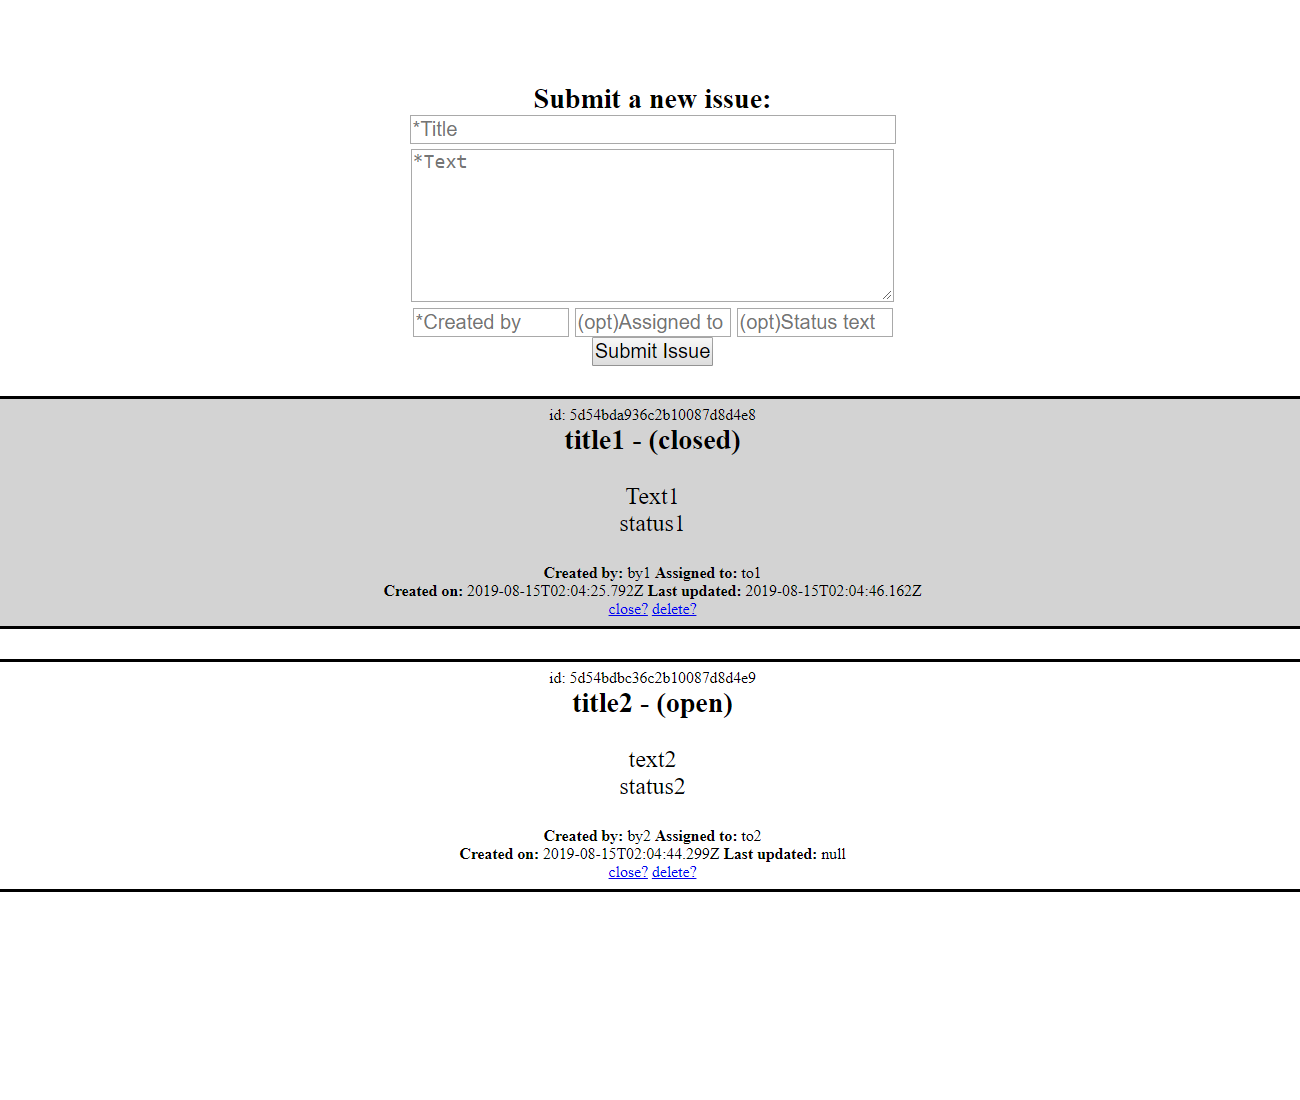 Submit a new issue:
*Title
*Text
*Created by (opt)Assigned to (opt)Status text
Submit Issue
id: 5d54bda936c2b10087d8d4e8
title1 - (closed)
Text1
status1
Created by: by1 Assigned to: to1
Created on: 2019-08-15T02:04:25.792Z Last updated: 2019-08-15T02:04:46.162Z
close? delete?
id: 5d54bdbc36c2b10087d8d4e9
title2 - (open)
text2
status2
Created by: by2 Assigned to: to2
Created on: 2019-08-15T02:04:44.299Z Last updated: null
close? delete?